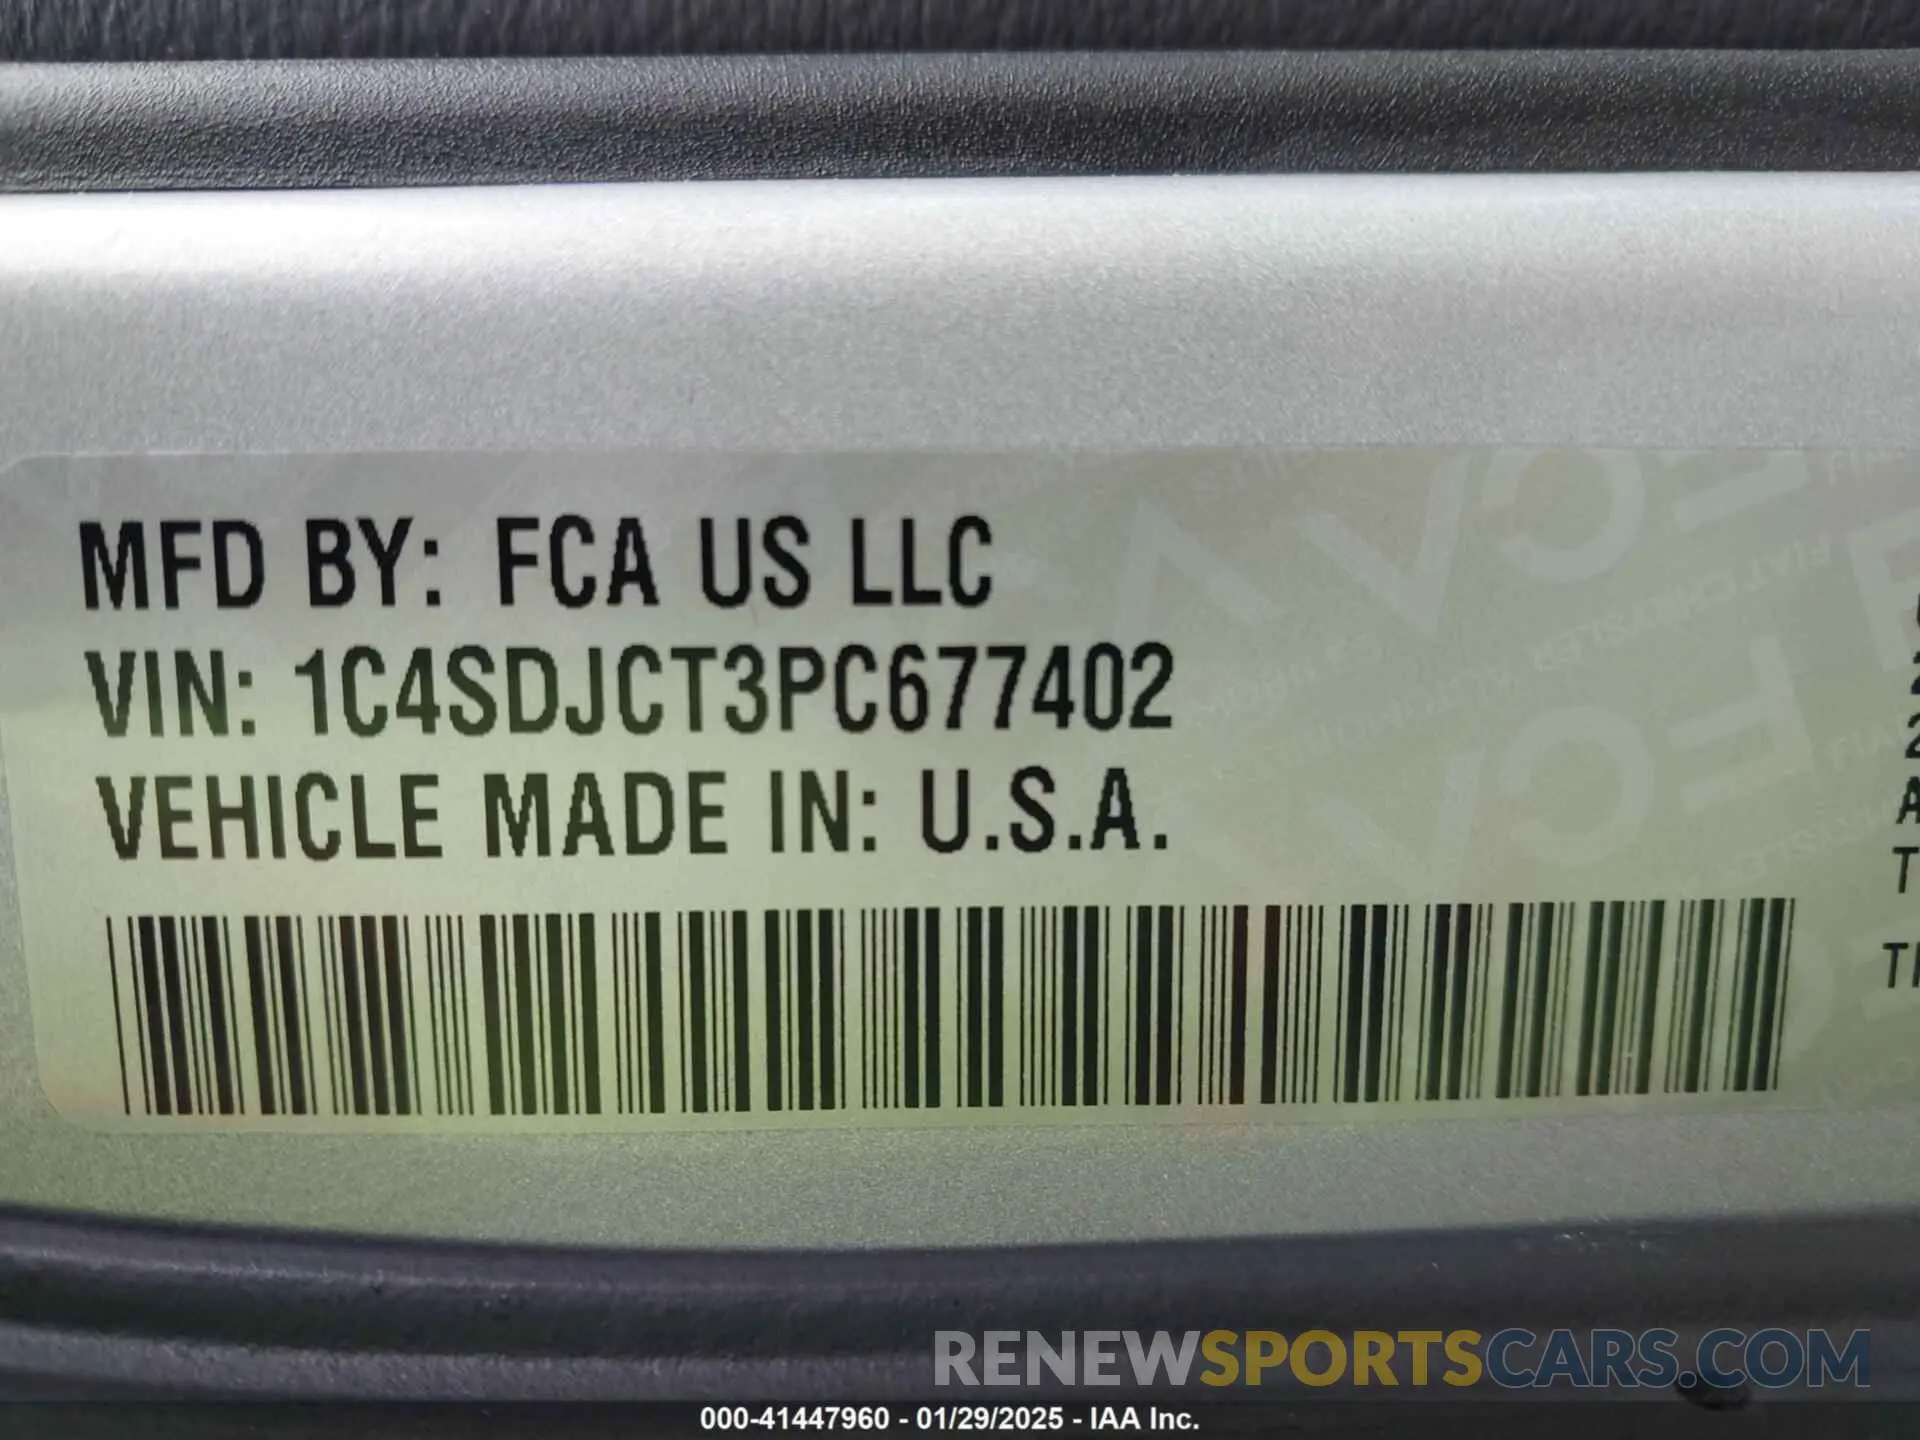 MFD BY: FCA US LLC
VIN: 1C4SDJCT3PC677402
VEHICLE MADE IN: U.S.A.
RENEWSPORTSCARS.COM
000-41447960 - 01/29/2025 - IAA Inc.